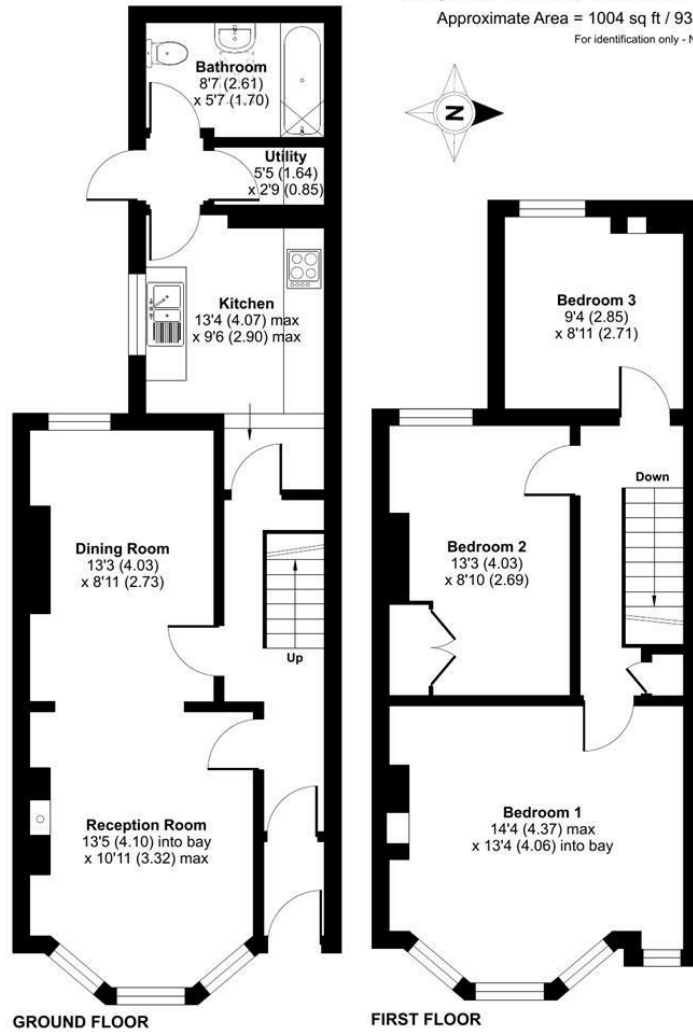 Approximate Area = 1004 sq ft / 93
For identification only - N
N
Bathroom
8'7 (2.61)
x 5'7 (1.70)
Utility
5'5 (1.64)
x 2'9 (0.85)
Kitchen
13'4 (4.07) max
x 9'6 (2.90) max
Dining Room
13'3 (4.03)
x 8'11 (2.73)
Up
Reception Room
13'5 (4.10) into bay
x 10'11 (3.32) max
GROUND FLOOR
Bedroom 3
9'4 (2.85)
x 8'11 (2.71)
Down
Bedroom 2
13'3 (4.03)
x 8'10 (2.69)
Bedroom 1
14'4 (4.37) max
x 13'4 (4.06) into bay
FIRST FLOOR